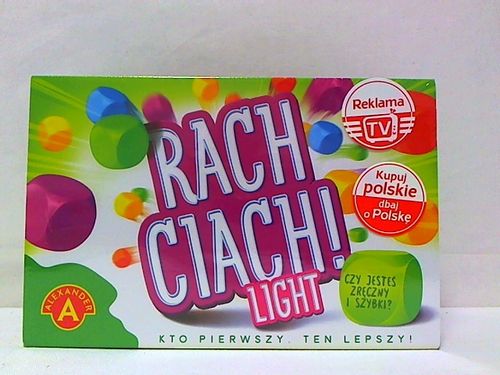 Reklama
TV
RACH
CIACH!
LIGHT
Kupuj
polskie
dbaj
o Polskę
CZY JESTEŚ
ZRĘCZNY
I SZYBKI?
ALEXANDER
A
KTO PIERWSZY, TEN LEPSZY!